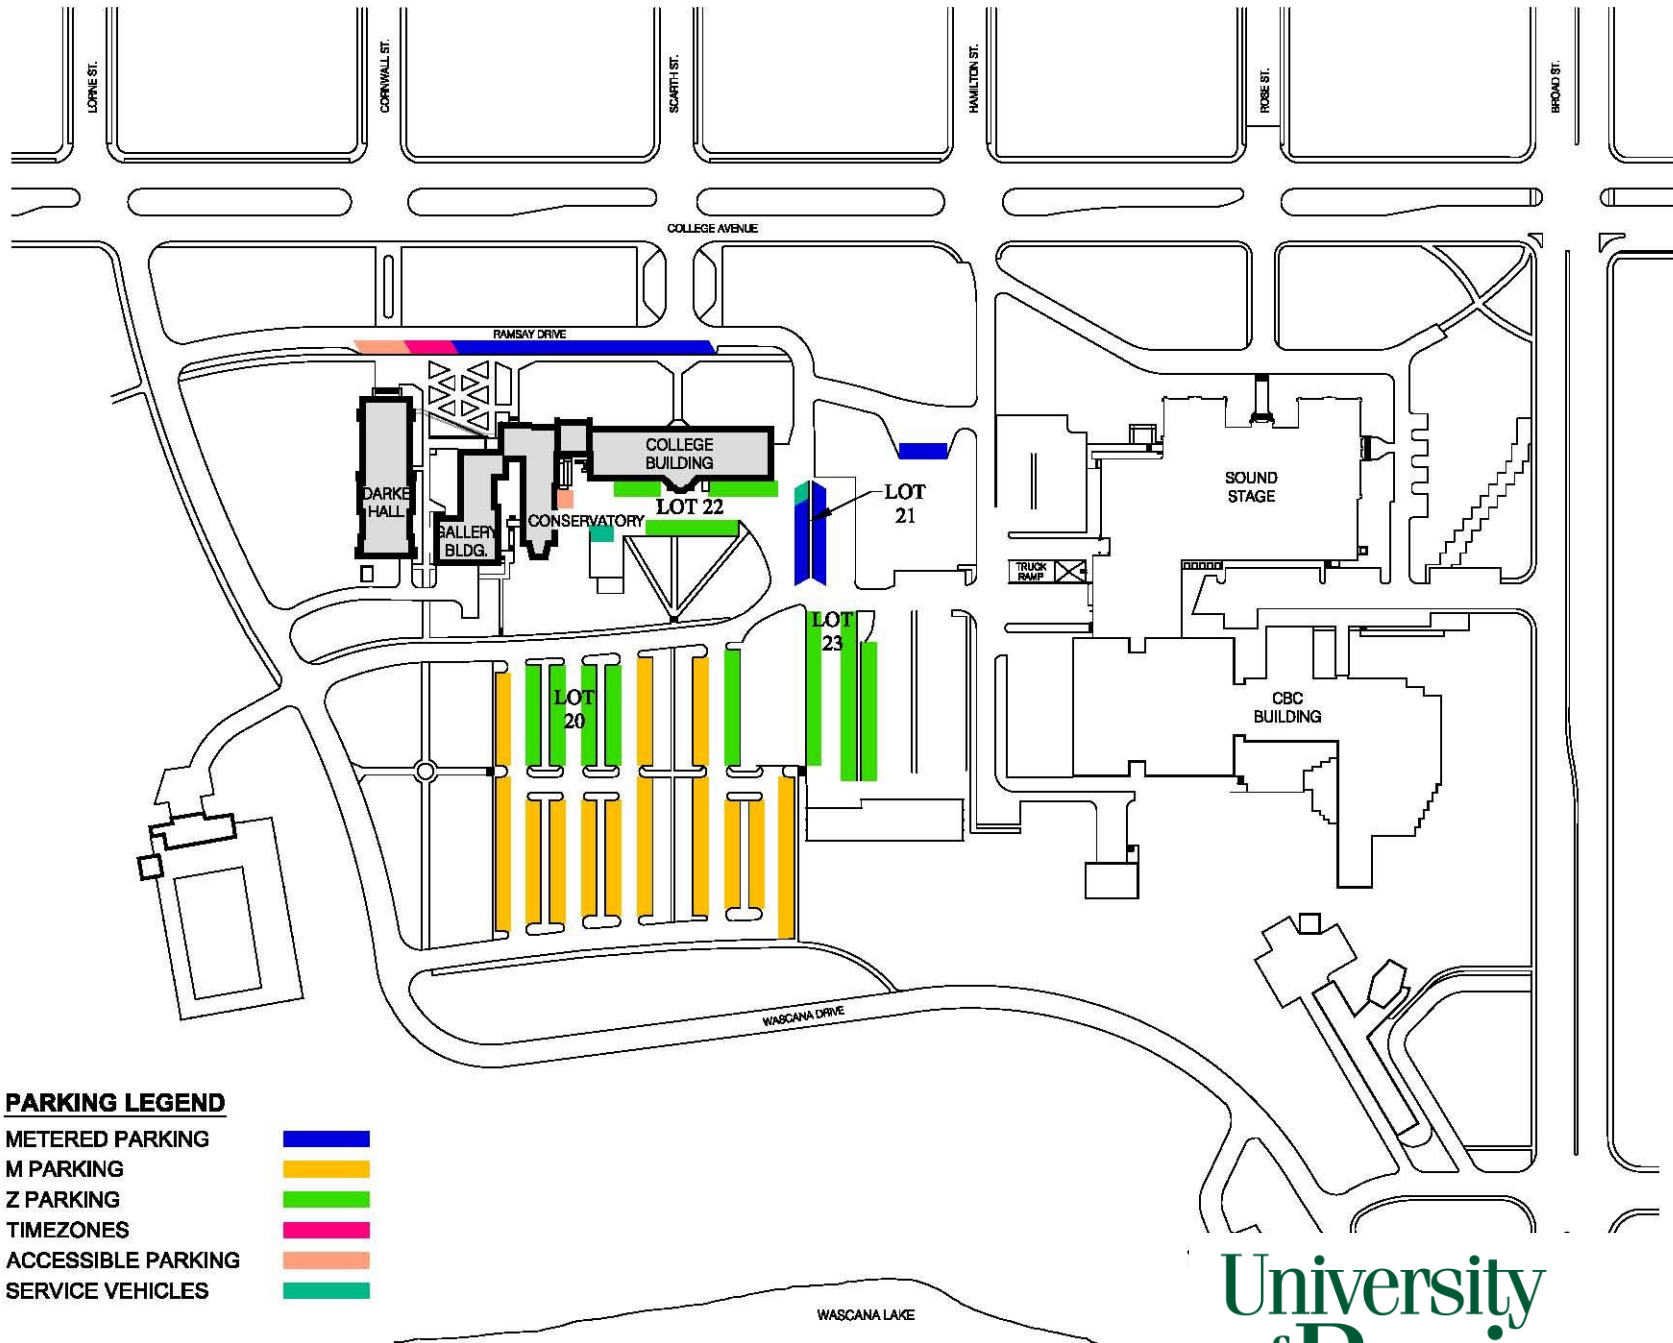 LORNE ST.
CORNWALL ST.
SCARTH ST.
HAMILTON ST.
ROSE ST.
BROAD ST.
COLLEGE AVENUE
RAMSAY DRIVE
COLLEGE
BUILDING
DARKE
HALL
GALLERY
BLDG.
CONSERVATORY
LOT 22
LOT
21
SOUND
STAGE
TRUCK
RAMP
LOT
23
LOT
20
CBC
BUILDING
WASCANA DRIVE
PARKING LEGEND
METERED PARKING
M PARKING
Z PARKING
TIMEZONES
ACCESSIBLE PARKING
SERVICE VEHICLES
WASCANA LAKE
University